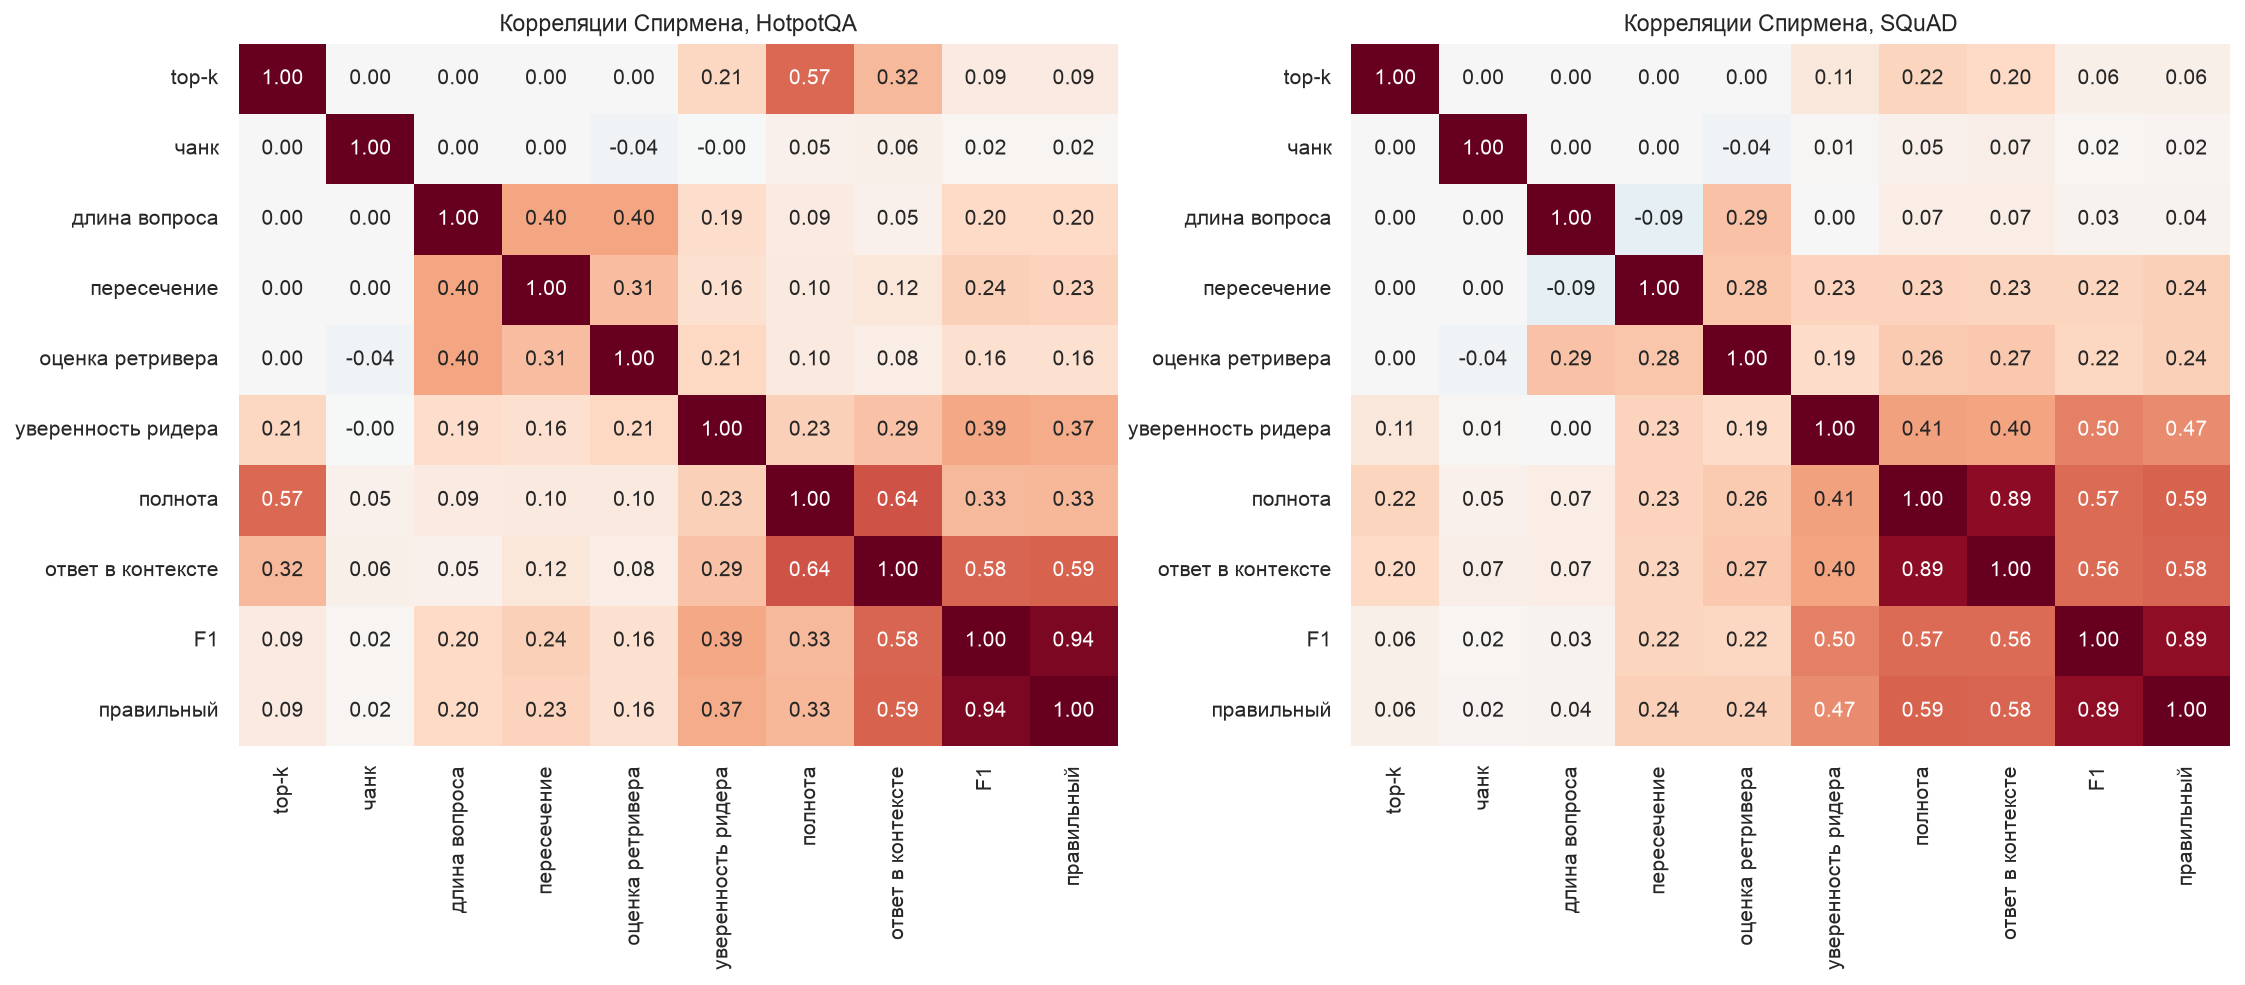 Корреляции Спирмена, HotpotQA
top-k 1.00 0.00 0.00 0.00 0.00 0.21 0.57 0.32 0.09 0.09
чанк 0.00 1.00 0.00 0.00 -0.04 -0.00 0.05 0.06 0.02 0.02
длина вопроса 0.00 0.00 1.00 0.40 0.40 0.19 0.09 0.05 0.20 0.20
пересечение 0.00 0.00 0.40 1.00 0.31 0.16 0.10 0.12 0.24 0.23
оценка ретривера 0.00 -0.04 0.40 0.31 1.00 0.21 0.10 0.08 0.16 0.16
уверенность ридера 0.21 -0.00 0.19 0.16 0.21 1.00 0.23 0.29 0.39 0.37
полнота 0.57 0.05 0.09 0.10 0.10 0.23 1.00 0.64 0.33 0.33
ответ в контексте 0.32 0.06 0.05 0.12 0.08 0.29 0.64 1.00 0.58 0.59
F1 0.09 0.02 0.20 0.24 0.16 0.39 0.33 0.58 1.00 0.94
правильный 0.09 0.02 0.20 0.23 0.16 0.37 0.33 0.59 0.94 1.00
top-k
чанк
длина вопроса
пересечение
оценка ретривера
уверенность ридера
полнота
ответ в контексте
F1
правильный
Корреляции Спирмена, SQuAD
top-k 1.00 0.00 0.00 0.00 0.00 0.11 0.22 0.20 0.06 0.06
чанк 0.00 1.00 0.00 0.00 -0.04 0.01 0.05 0.07 0.02 0.02
длина вопроса 0.00 0.00 1.00 -0.09 0.29 0.00 0.07 0.07 0.03 0.04
пересечение 0.00 0.00 -0.09 1.00 0.28 0.23 0.23 0.23 0.22 0.24
оценка ретривера 0.00 -0.04 0.29 0.28 1.00 0.19 0.26 0.27 0.22 0.24
уверенность ридера 0.11 0.01 0.00 0.23 0.19 1.00 0.41 0.40 0.50 0.47
полнота 0.22 0.05 0.07 0.23 0.26 0.41 1.00 0.89 0.57 0.59
ответ в контексте 0.20 0.07 0.07 0.23 0.27 0.40 0.89 1.00 0.56 0.58
F1 0.06 0.02 0.03 0.22 0.22 0.50 0.57 0.56 1.00 0.89
правильный 0.06 0.02 0.04 0.24 0.24 0.47 0.59 0.58 0.89 1.00
top-k
чанк
длина вопроса
пересечение
оценка ретривера
уверенность ридера
полнота
ответ в контексте
F1
правильный